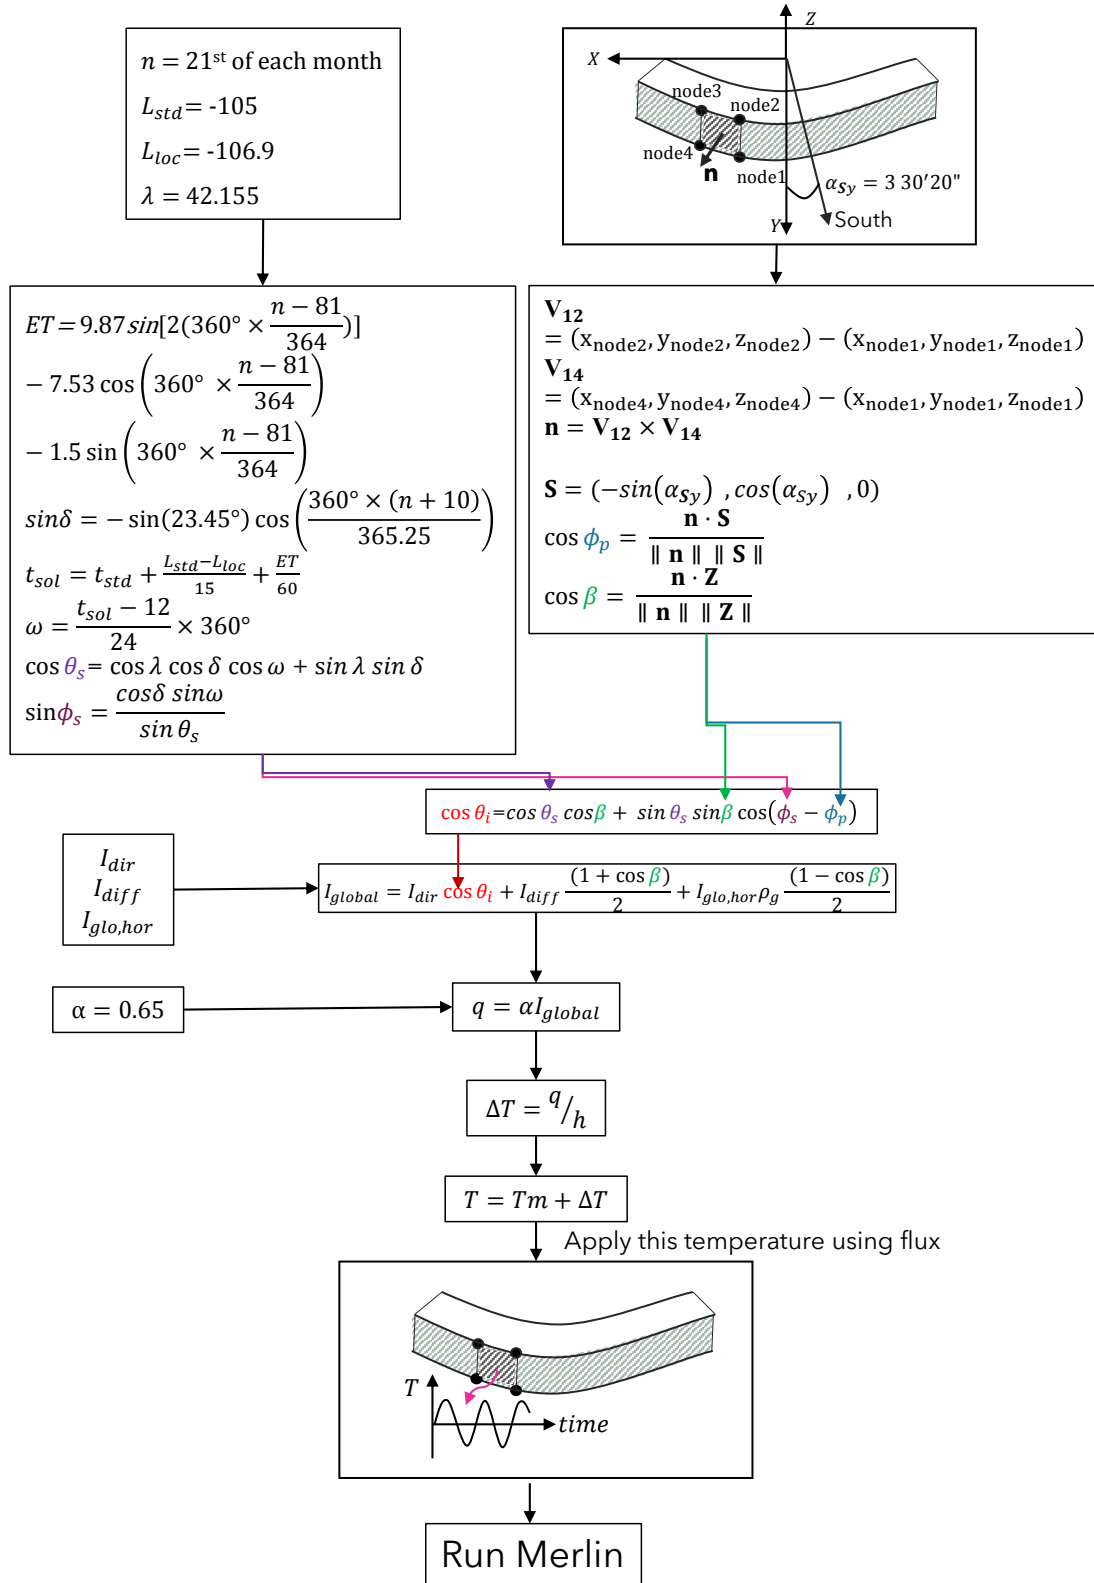 n = 21st of each month
L_std = -105
L_loc = -106.9
λ = 42.155
Z
X
node3
node2
node4
n
node1
α_Sy = 3 30'20"
Y
South
ET = 9.87 sin[2(360° × (n − 81)/364)]
− 7.53 cos(360° × (n − 81)/364)
− 1.5 sin(360° × (n − 81)/364)
sinδ = − sin(23.45°) cos((360° × (n + 10))/365.25)
t_sol = t_std + (L_std−L_loc)/15 + ET/60
ω = (t_sol − 12)/24 × 360°
cos θ_s = cos λ cos δ cos ω + sin λ sin δ
sinϕ_s = (cosδ sinω)/(sin θ_s)
V_12
= (x_node2, y_node2, z_node2) − (x_node1, y_node1, z_node1)
V_14
= (x_node4, y_node4, z_node4) − (x_node1, y_node1, z_node1)
n = V_12 × V_14
S = (−sin(α_Sy) , cos(α_Sy) , 0)
cos ϕ_p = (n · S)/(‖ n ‖ ‖ S ‖)
cos β = (n · Z)/(‖ n ‖ ‖ Z ‖)
cos θ_i=cos θ_s cosβ + sin θ_s sinβ cos(ϕ_s − ϕ_p)
I_dir
I_diff
I_glo,hor
I_global = I_dir cos θ_i + I_diff (1 + cos β)/2 + I_glo,hor ρ_g (1 − cos β)/2
α = 0.65
q = αI_global
ΔT = q/h
T = Tm + ΔT
Apply this temperature using flux
T
time
Run Merlin